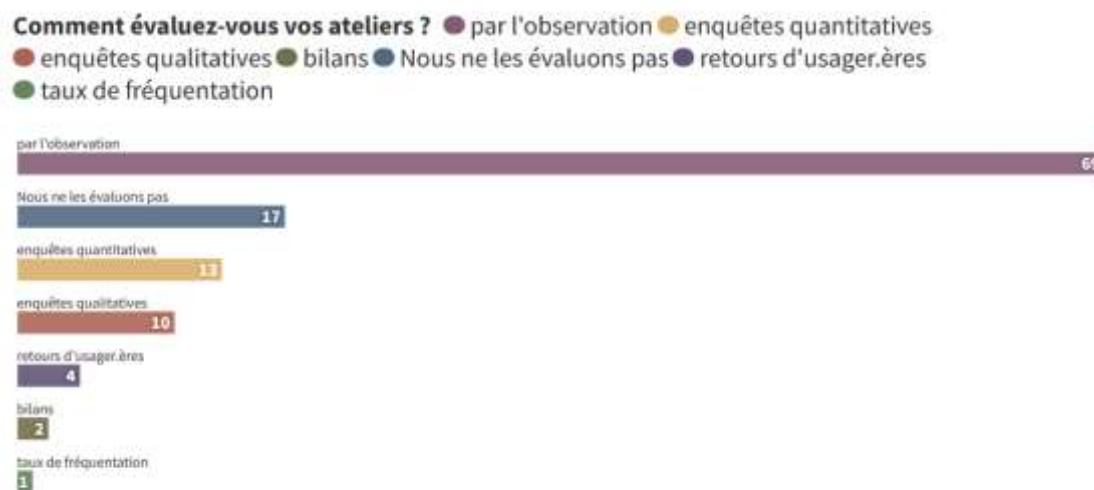 Comment évaluez-vous vos ateliers ? par l'observation enquêtes quantitatives
enquêtes qualitatives bilans Nous ne les évaluons pas retours d'usager.ères
taux de fréquentation
par l'observation
69
Nous ne les évaluons pas
17
enquêtes quantitatives
13
enquêtes qualitatives
10
retours d'usager.ères
4
bilans
2
taux de fréquentation
1